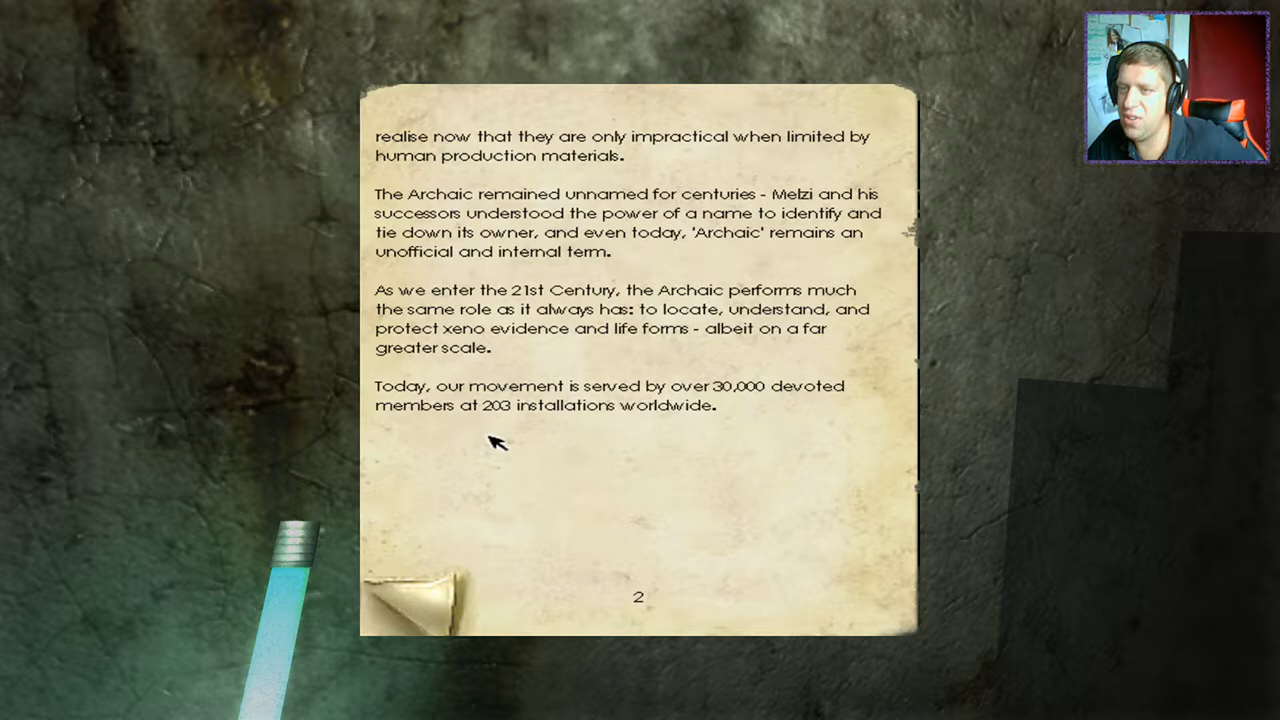 realise now that they are only impractical when limited by
human production materials.
The Archaic remained unnamed for centuries - Melzi and his
successors understood the power of a name to identify and
tie down its owner, and even today, 'Archaic' remains an
unofficial and internal term.
As we enter the 21st Century, the Archaic performs much
the same role as it always has: to locate, understand, and
protect xeno evidence and life forms - albeit on a far
greater scale.
Today, our movement is served by over 30,000 devoted
members at 203 installations worldwide.
2